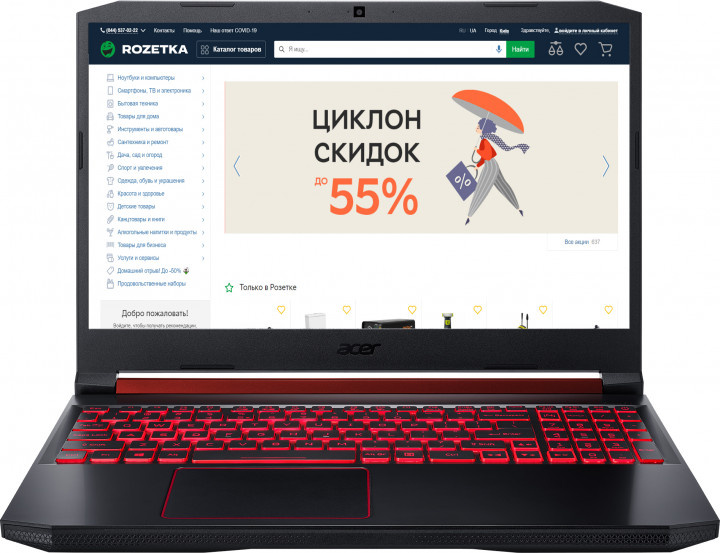 (044) 537-02-22 Контакты Помощь Наш ответ COVID-19 RU UA Город Київ Здравствуйте, войдите в личный кабинет
ROZETKA Каталог товаров Я ищу... Найти
Ноутбуки и компьютеры
Смартфоны, ТВ и электроника
Бытовая техника
Товары для дома
Инструменты и автотовары
Сантехника и ремонт
Дача, сад и огород
Спорт и увлечения
Одежда, обувь и украшения
Красота и здоровье
Детские товары
Канцтовары и книги
Алкогольные напитки и продукты
Товары для бизнеса
Услуги и сервисы
Домашний отрыв! До -50%
Продовольственные наборы
ЦИКЛОН
СКИДОК
ДО 55%
%
Все акции 837
Только в Розетке
Добро пожаловать!
Войдите, чтобы получать рекомендации,
acer